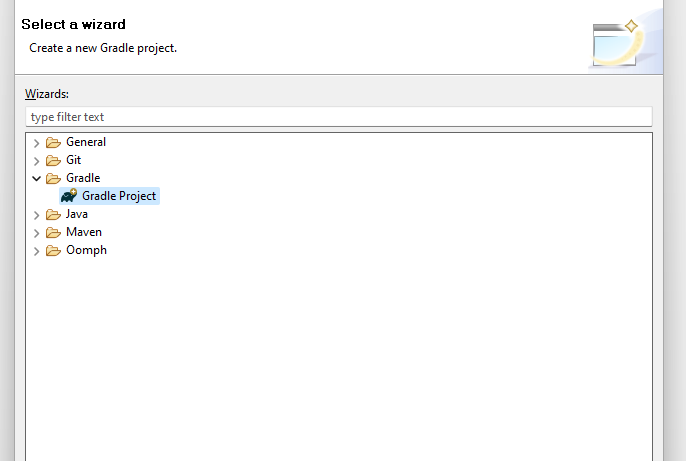 Select a wizard
Create a new Gradle project.
Wizards:
type filter text
General
Git
Gradle
Gradle Project
Java
Maven
Oomph